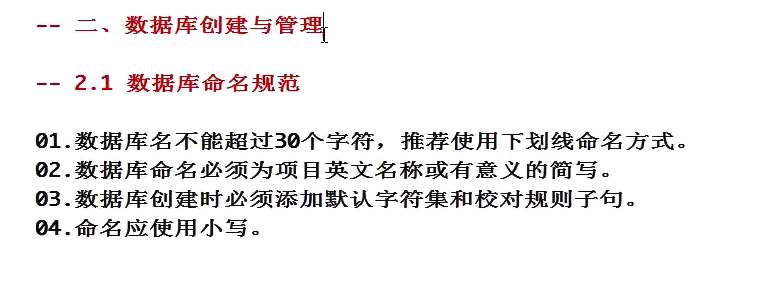 -- 二、数据库创建与管理
-- 2.1 数据库命名规范
01.数据库名不能超过30个字符，推荐使用下划线命名方式。
02.数据库命名必须为项目英文名称或有意义的简写。
03.数据库创建时必须添加默认字符集和校对规则子句。
04.命名应使用小写。